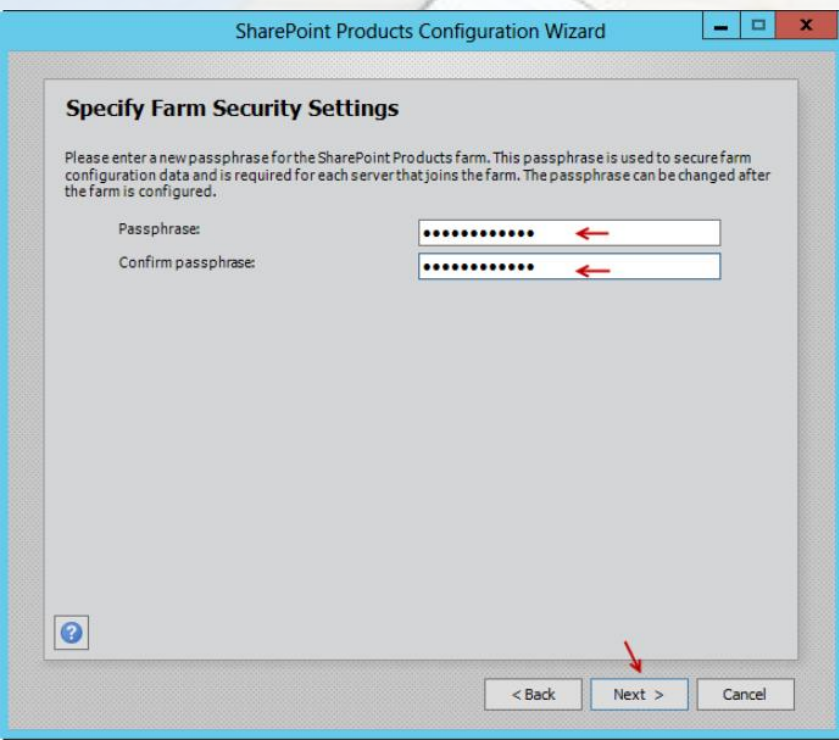 SharePoint Products Configuration Wizard
Specify Farm Security Settings
Please enter a new passphrase for the SharePoint Products farm. This passphrase is used to secure farm
configuration data and is required for each server that joins the farm. The passphrase can be changed after
the farm is configured.
Passphrase: ●●●●●●●●●●●●
Confirm passphrase: ●●●●●●●●●●●●
< Back Next > Cancel